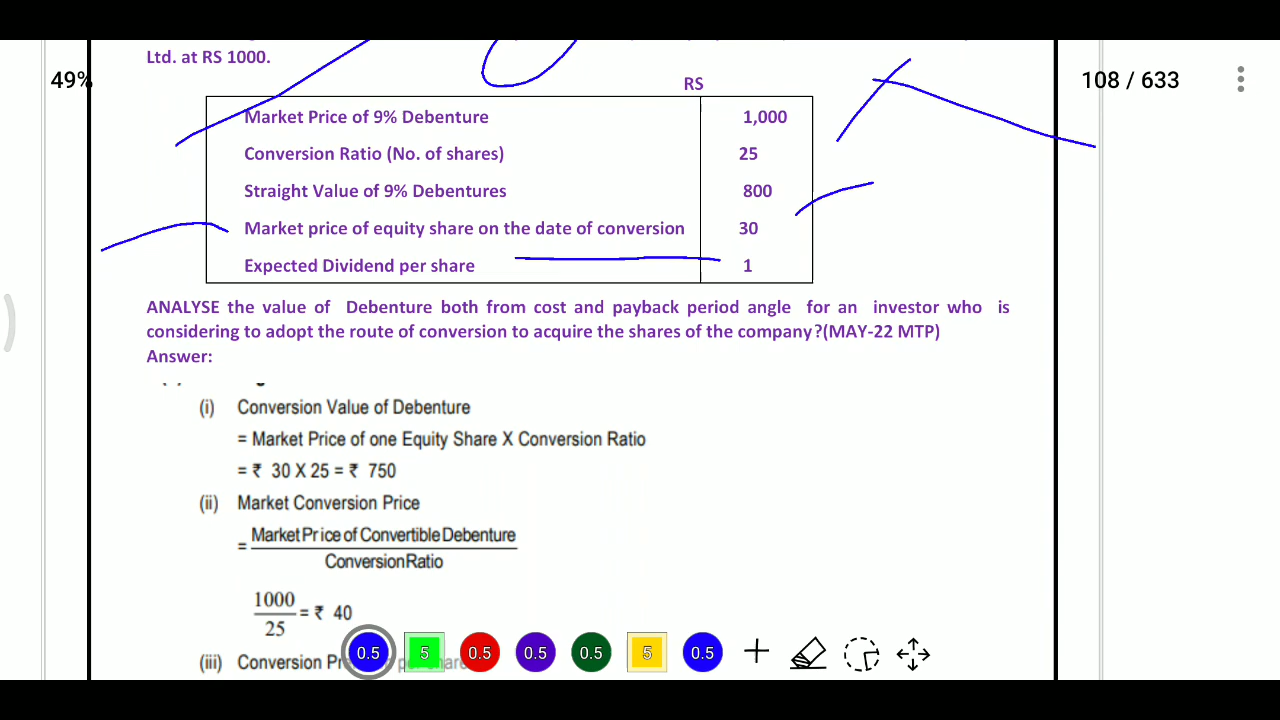 Ltd. at RS 1000.
49%
108 / 633
RS
Market Price of 9% Debenture 1,000
Conversion Ratio (No. of shares) 25
Straight Value of 9% Debentures 800
Market price of equity share on the date of conversion 30
Expected Dividend per share 1
ANALYSE the value of Debenture both from cost and payback period angle for an investor who is
considering to adopt the route of conversion to acquire the shares of the company?(MAY-22 MTP)
Answer:
(i) Conversion Value of Debenture
= Market Price of one Equity Share X Conversion Ratio
= ₹ 30 X 25 = ₹ 750
(ii) Market Conversion Price
= Market Price of Convertible Debenture
Conversion Ratio
1000
25 = ₹ 40
(iii) Conversion per share
0.5 5 0.5 0.5 0.5 5 0.5